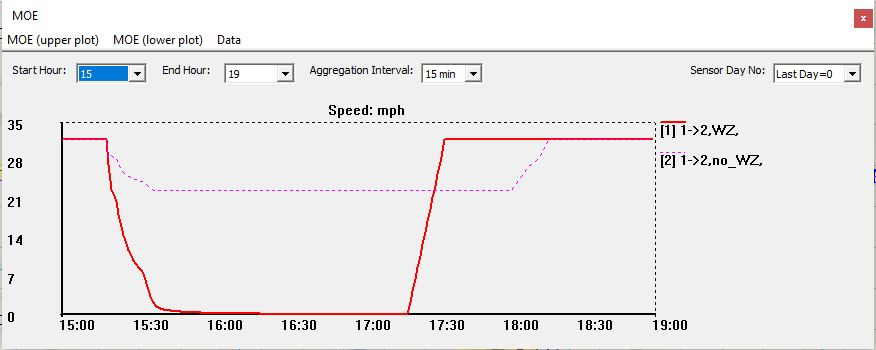 MOE
x
MOE (upper plot) MOE (lower plot) Data
Start Hour: 15 End Hour: 19 Aggregation Interval: 15 min Sensor Day No: Last Day=0
Speed: mph
35
28
21
14
7
0
[1] 1->2,WZ,
[2] 1->2,no_WZ,
15:00 15:30 16:00 16:30 17:00 17:30 18:00 18:30 19:00